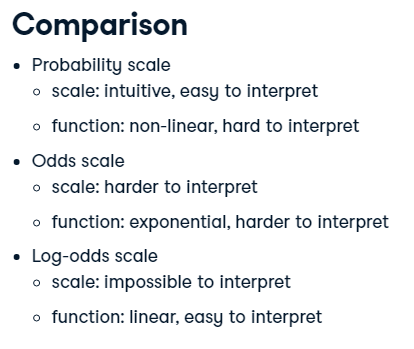 Comparison
• Probability scale
◦ scale: intuitive, easy to interpret
◦ function: non-linear, hard to interpret
• Odds scale
◦ scale: harder to interpret
◦ function: exponential, harder to interpret
• Log-odds scale
◦ scale: impossible to interpret
◦ function: linear, easy to interpret